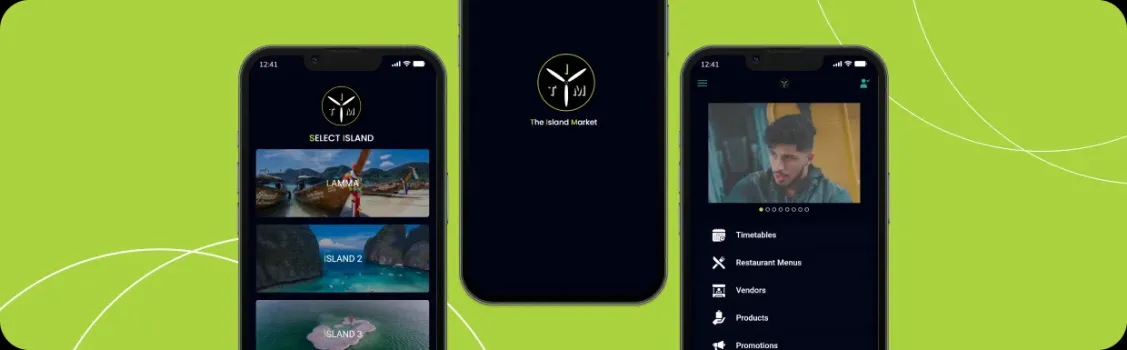 12:41
I
T M
SELECT ISLAND
LAMMA
ISLAND 2
ISLAND 3
I
T M
The Island Market
12:41
Timetables
Restaurant Menus
Vendors
Products
Promotions